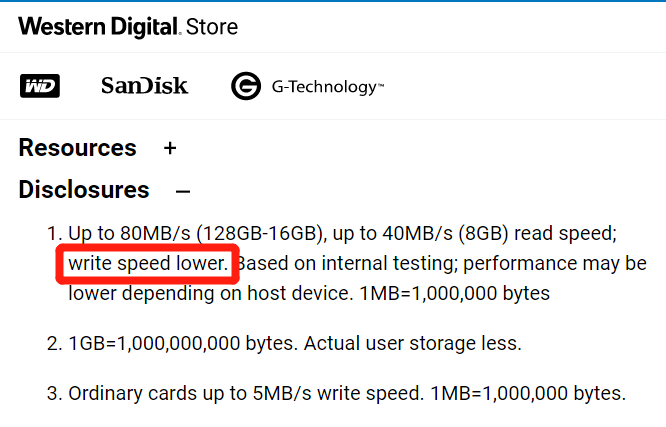 Western Digital. Store
WD
SanDisk
G G-Technology™
Resources +
Disclosures –
1. Up to 80MB/s (128GB-16GB), up to 40MB/s (8GB) read speed;
write speed lower. Based on internal testing; performance may be
lower depending on host device. 1MB=1,000,000 bytes
2. 1GB=1,000,000,000 bytes. Actual user storage less.
3. Ordinary cards up to 5MB/s write speed. 1MB=1,000,000 bytes.